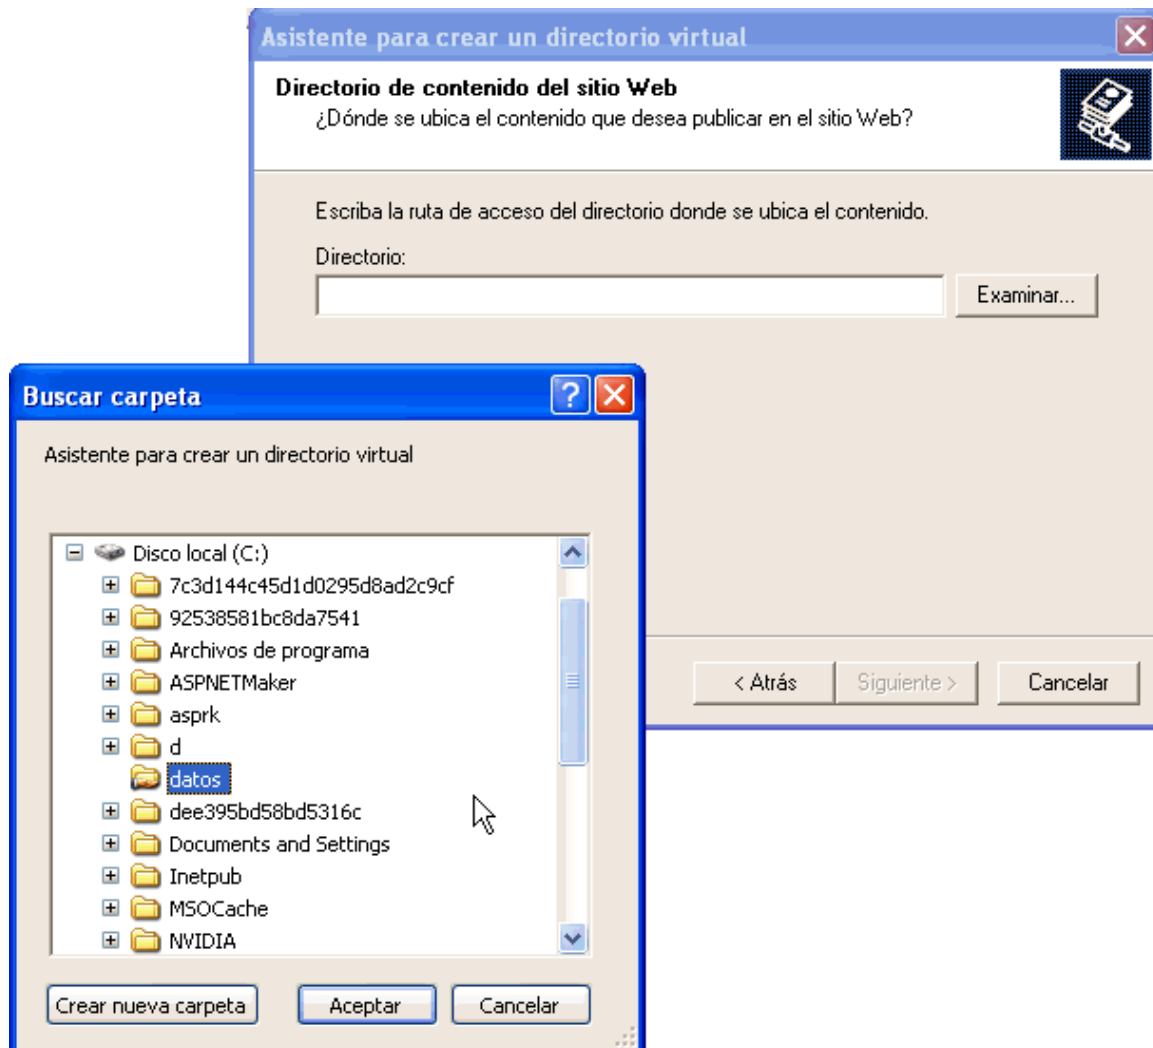 Asistente para crear un directorio virtual
Directorio de contenido del sitio Web
¿Dónde se ubica el contenido que desea publicar en el sitio Web?
Escriba la ruta de acceso del directorio donde se ubica el contenido.
Directorio:
Examinar...
< Atrás
Siguiente >
Cancelar
Buscar carpeta
Asistente para crear un directorio virtual
Disco local (C:)
7c3d144c45d1d0295d8ad2c9cf
92538581bc8da7541
Archivos de programa
ASPNETMaker
asprk
d
datos
dee395bd58bd5316c
Documents and Settings
Inetpub
MSOCache
NVIDIA
Crear nueva carpeta
Aceptar
Cancelar